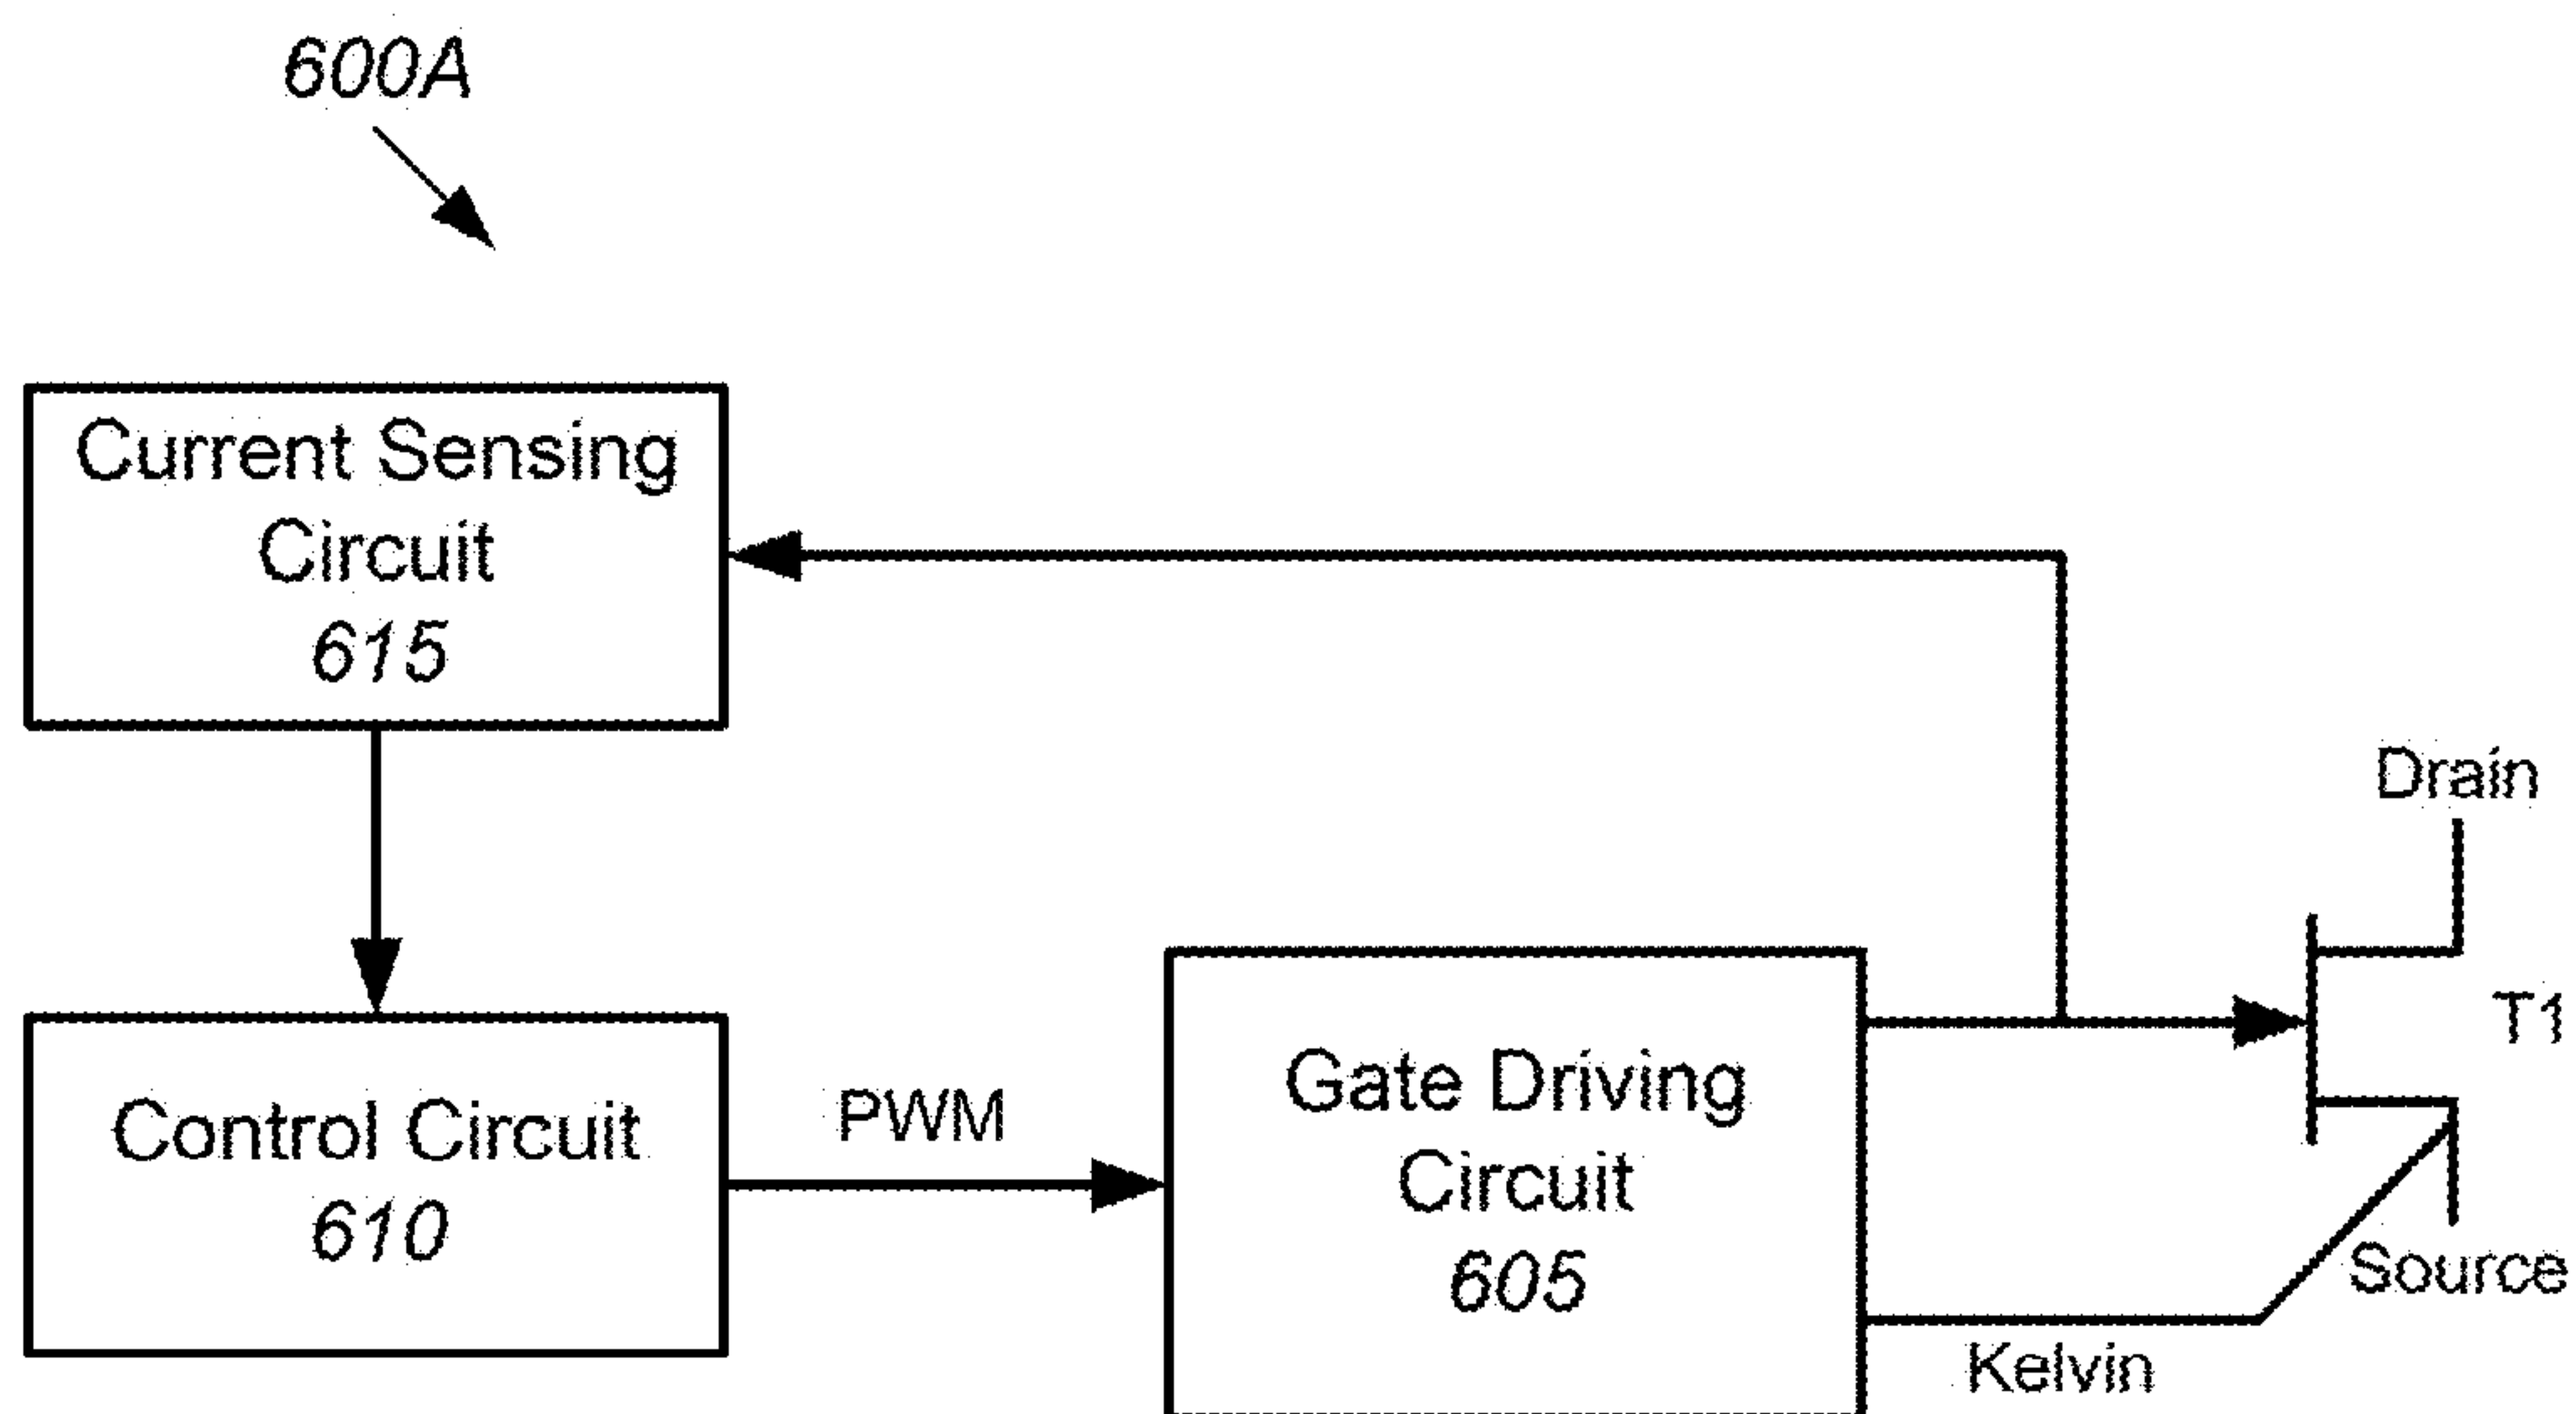 600A
Current Sensing
Circuit
615
Drain
T1
Control Circuit
610
PWM
Gate Driving
Circuit
605
Source
Kelvin